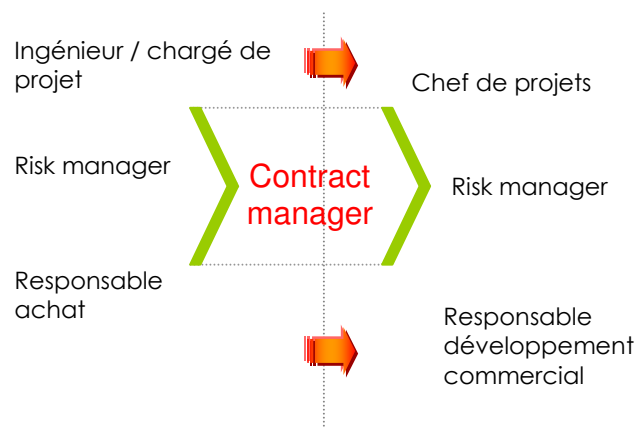 Ingénieur / chargé de
projet
Chef de projets
Risk manager
Contract
manager
Risk manager
Responsable
achat
Responsable
développement
commercial